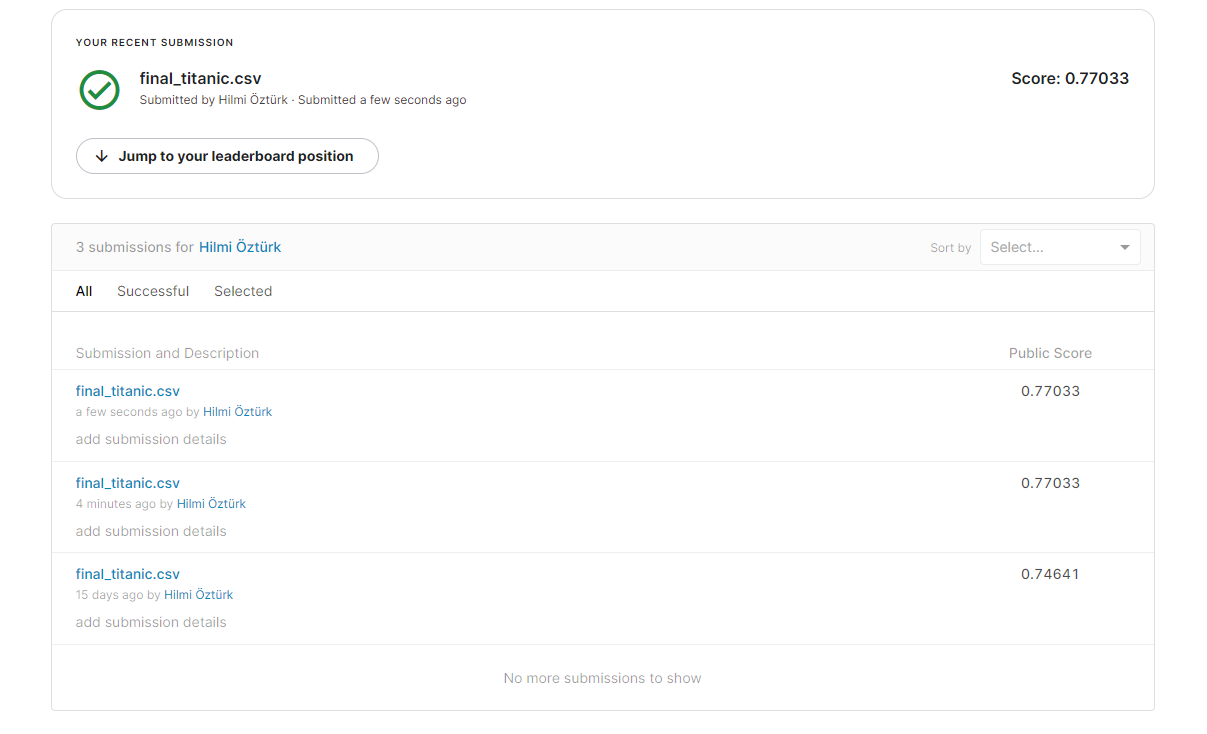 YOUR RECENT SUBMISSION
final_titanic.csv
Score: 0.77033
Submitted by Hilmi Öztürk · Submitted a few seconds ago
Jump to your leaderboard position
3 submissions for Hilmi Öztürk
Sort by Select...
All Successful Selected
Submission and Description Public Score
final_titanic.csv 0.77033
a few seconds ago by Hilmi Öztürk
add submission details
final_titanic.csv 0.77033
4 minutes ago by Hilmi Öztürk
add submission details
final_titanic.csv 0.74641
15 days ago by Hilmi Öztürk
add submission details
No more submissions to show